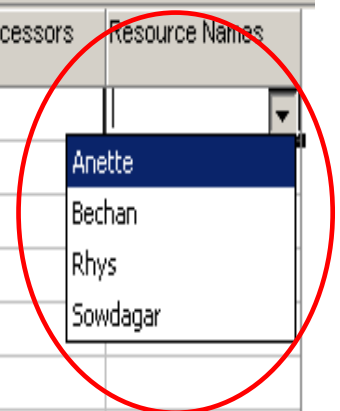 cessors Resource Names
Anette
Bechan
Rhys
Sowdagar